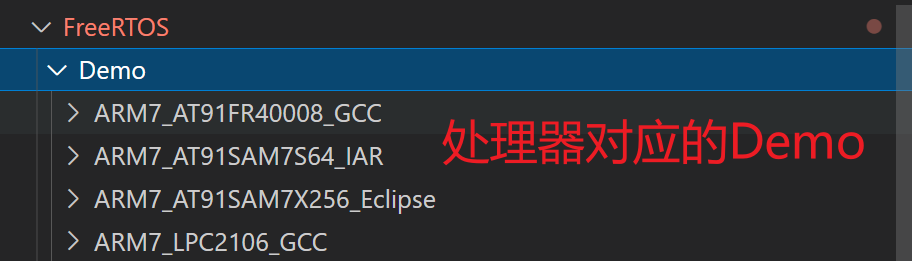 FreeRTOS
Demo
ARM7_AT91FR40008_GCC
ARM7_AT91SAM7S64_IAR
处理器对应的Demo
ARM7_AT91SAM7X256_Eclipse
ARM7_LPC2106_GCC